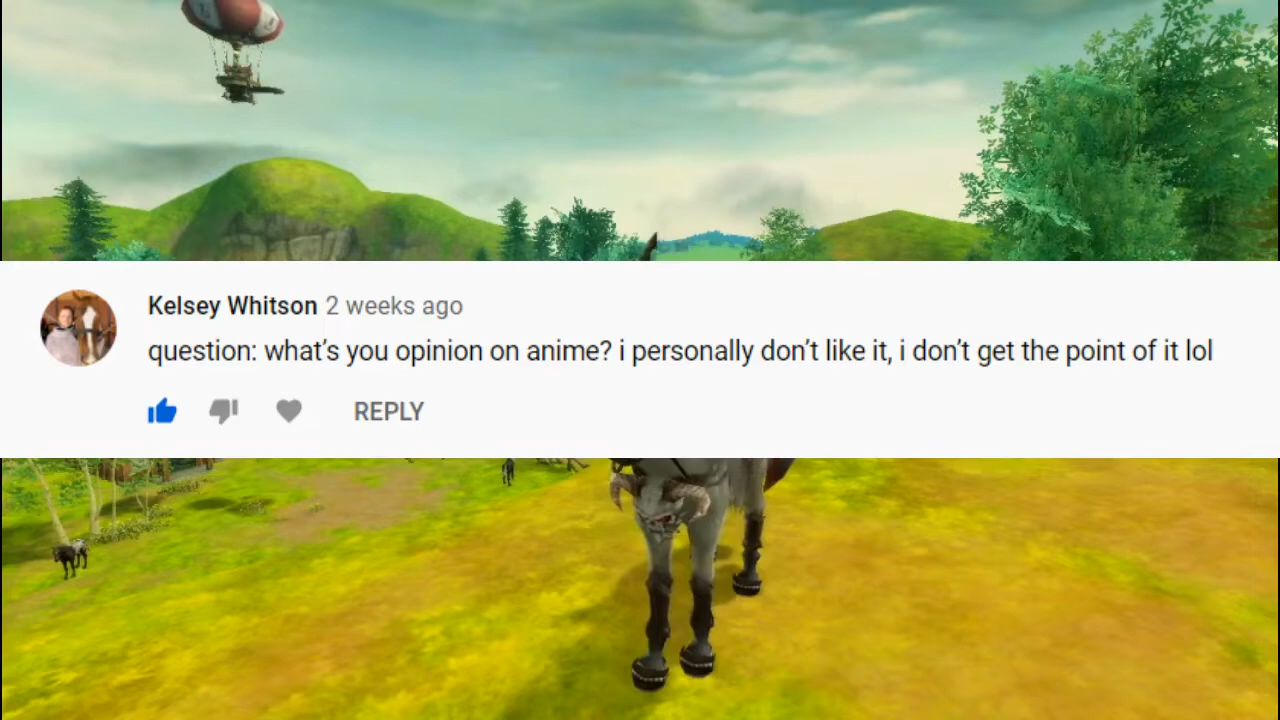 Kelsey Whitson 2 weeks ago
question: what's you opinion on anime? i personally don't like it, i don't get the point of it lol
REPLY